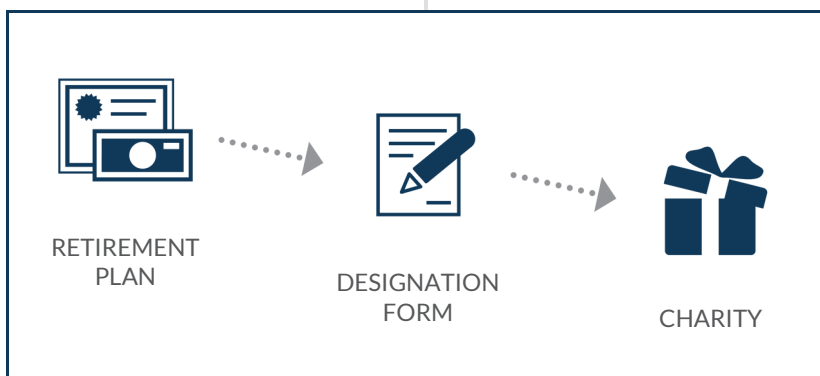 RETIREMENT
PLAN
DESIGNATION
FORM
CHARITY